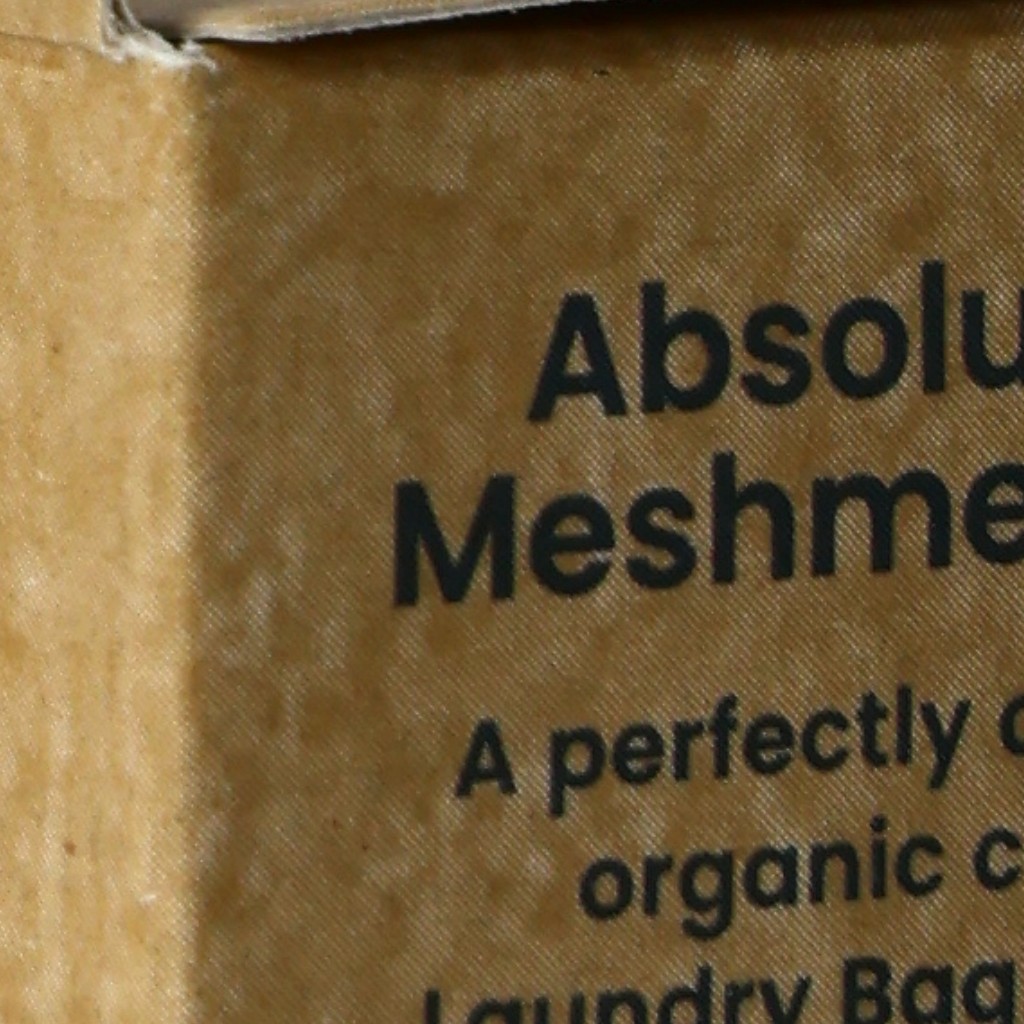 Absolu
Meshme
A perfectly
organic c
Laundry Bag